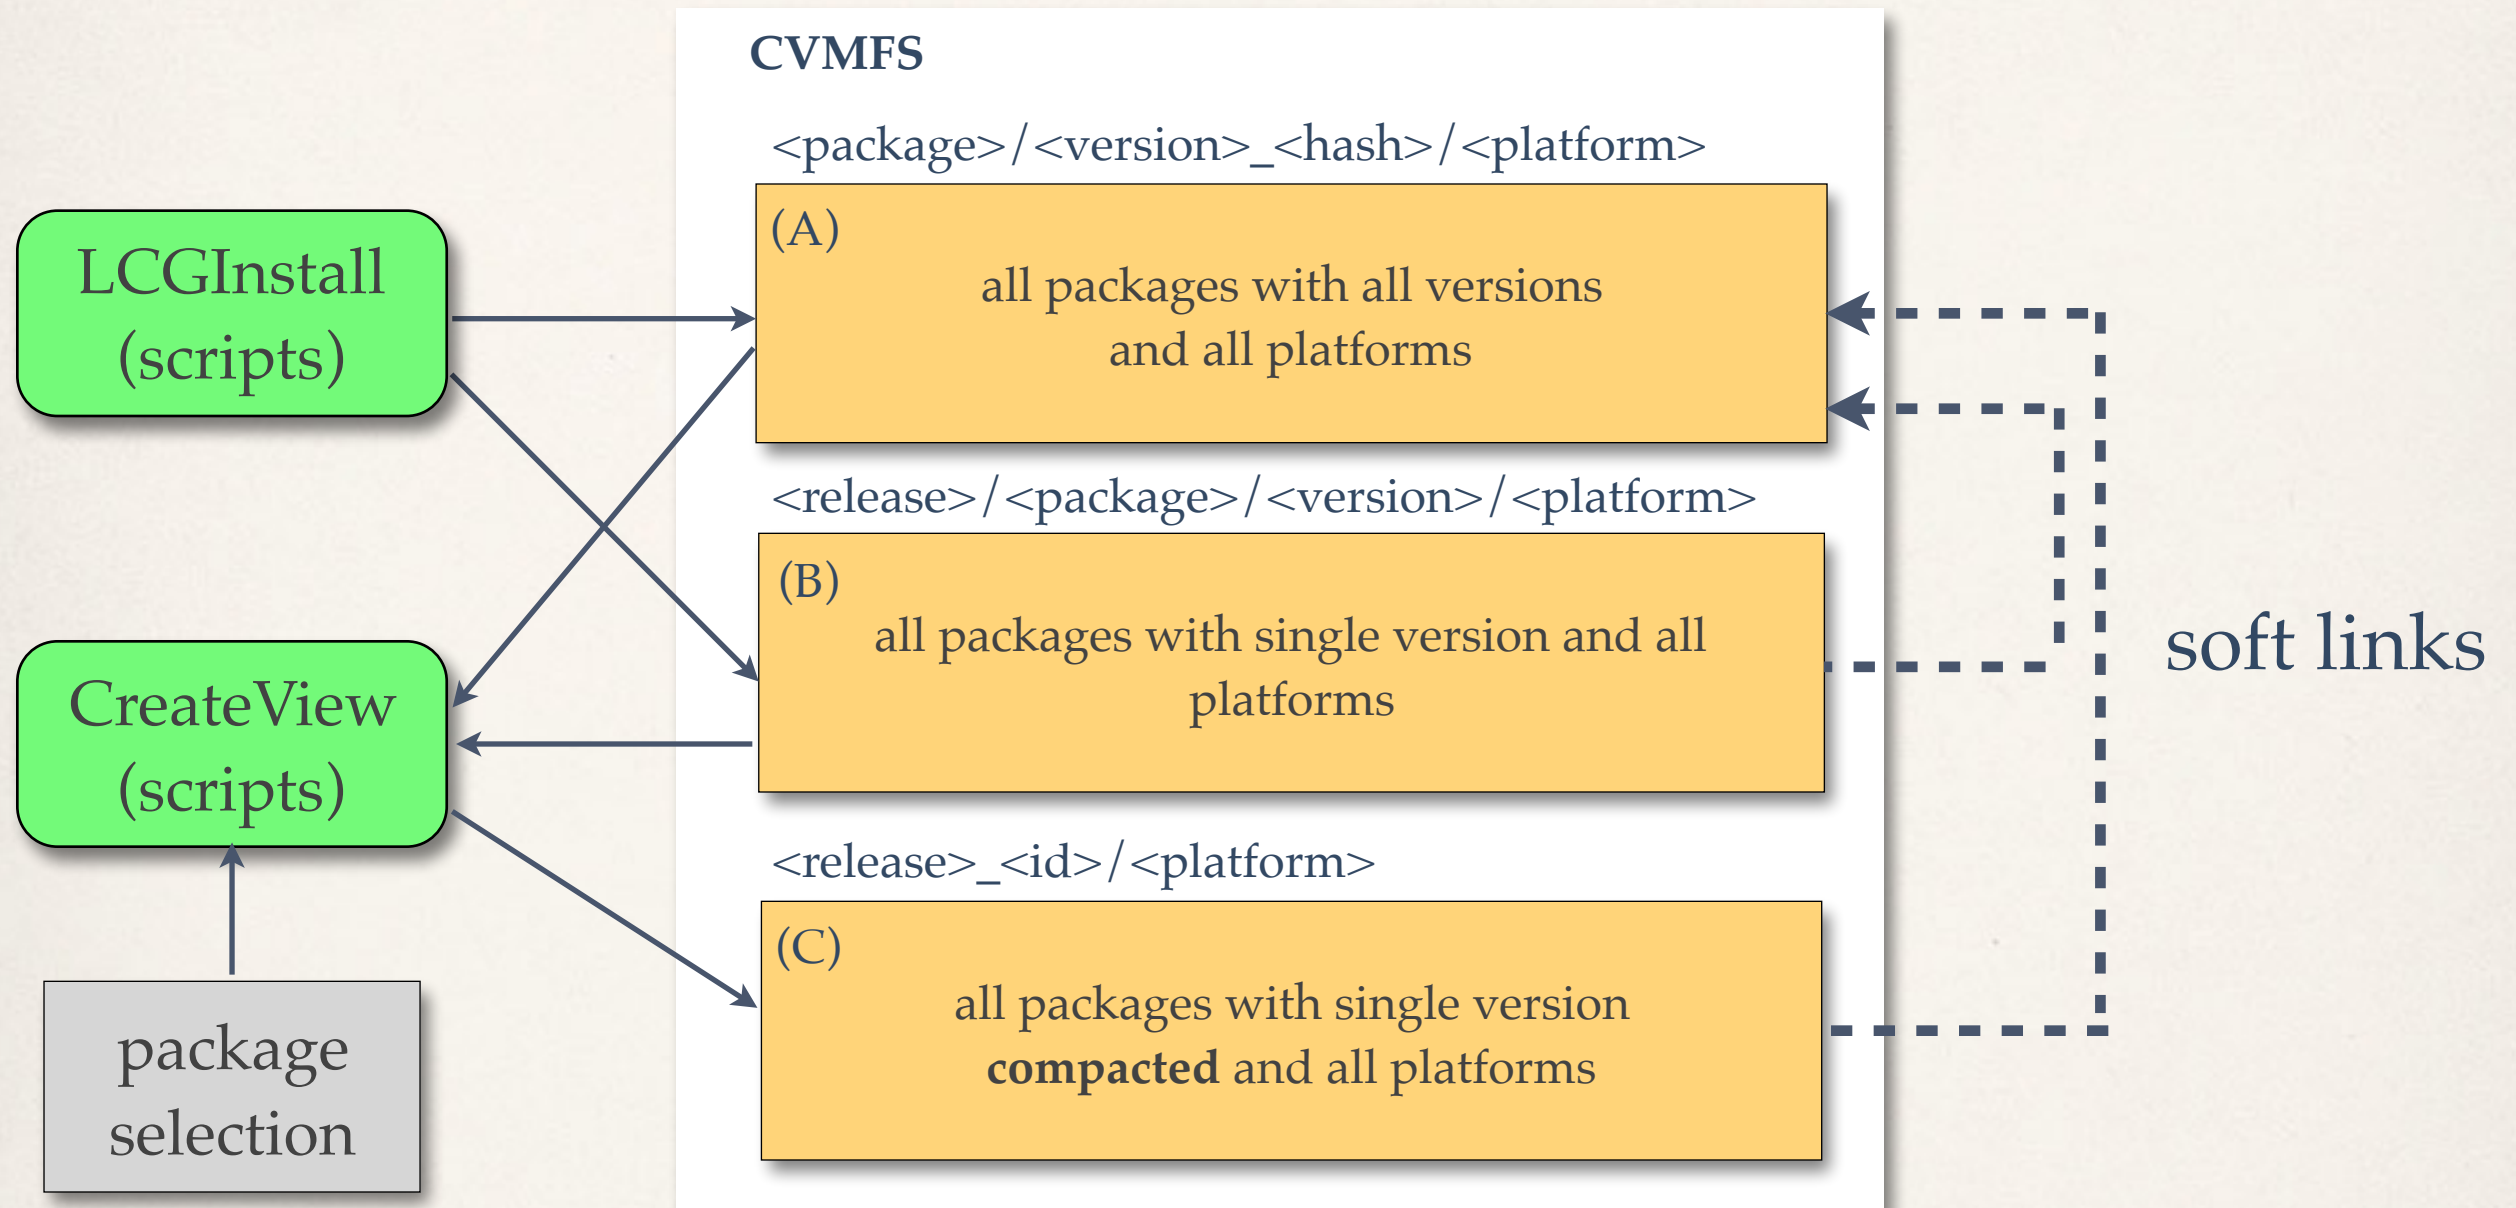 CVMFS
<package>/<version>_<hash>/<platform>
(A)
all packages with all versions
and all platforms
LCGInstall
(scripts)
<release>/<package>/<version>/<platform>
(B)
all packages with single version and all
platforms
soft links
CreateView
(scripts)
<release>_<id>/<platform>
(C)
all packages with single version
compacted and all platforms
package
selection